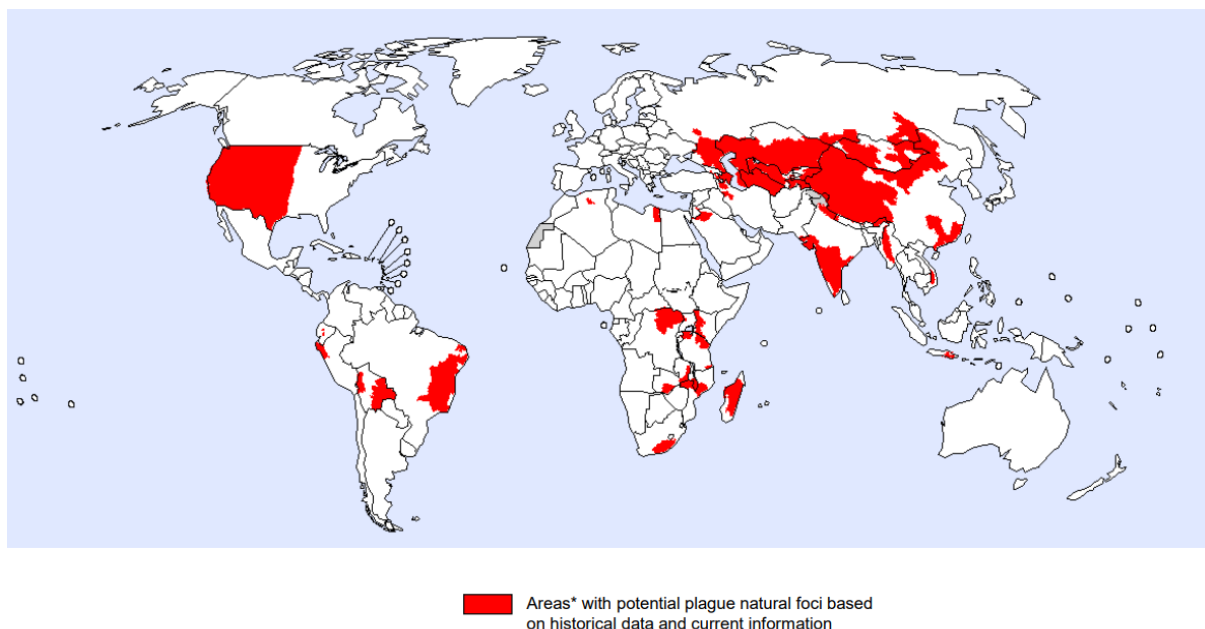 Areas* with potential plague natural foci based
on historical data and current information